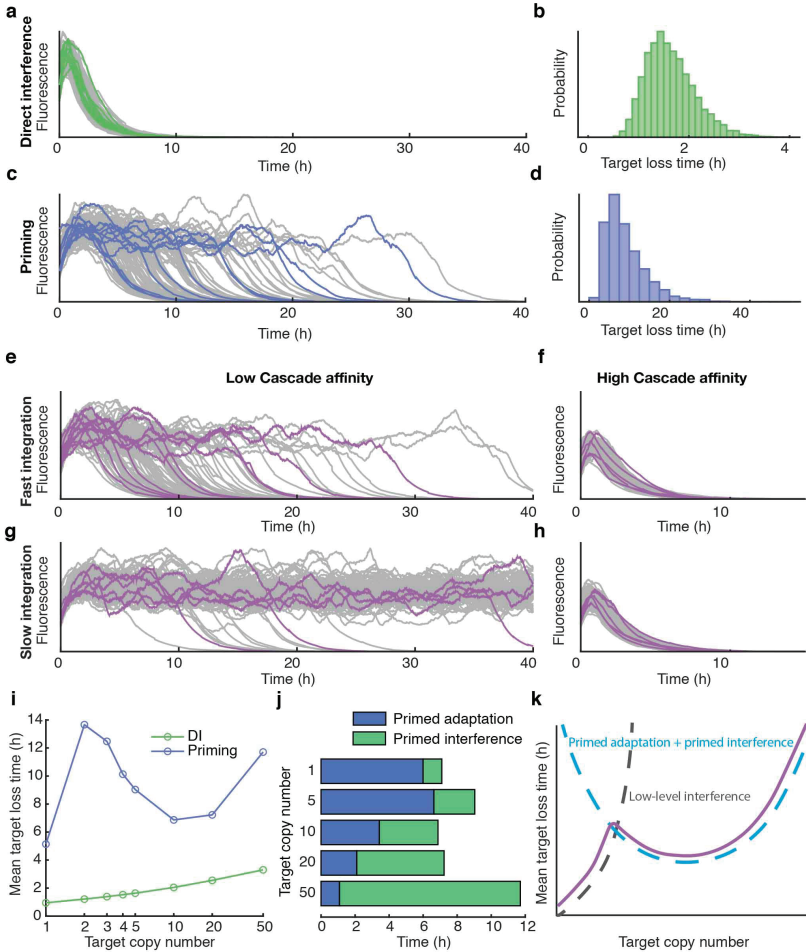 a
Direct interference
Fluorescence
0
10
20
30
40
Time (h)
b
Probability
0
2
4
Target loss time (h)
c
Priming
Fluorescence
0
10
20
30
40
Time (h)
d
Probability
0
20
40
Target loss time (h)
Low Cascade affinity
High Cascade affinity
e
Fast integration
Fluorescence
0
10
20
30
40
Time (h)
f
Fluorescence
0
10
Time (h)
g
Slow integration
Fluorescence
0
10
20
30
40
Time (h)
h
Fluorescence
0
10
Time (h)
i
Mean target loss time (h)
14
12
10
8
6
4
2
0
DI
Priming
1
2
3
4
5
10
20
50
Target copy number
j
Primed adaptation
Primed interference
Target copy number
1
5
10
20
50
0
2
4
6
8
10
12
Time (h)
k
Mean target loss time (h)
Primed adaptation + primed interference
Low-level interference
Target copy number